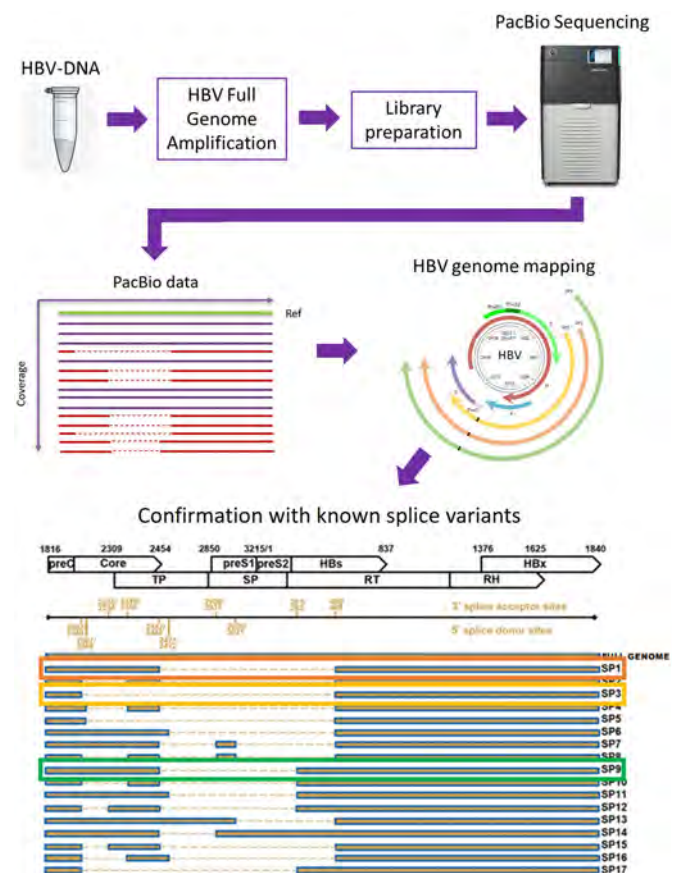 PacBio Sequencing
HBV-DNA
HBV Full
Genome
Amplification
Library
preparation
PacBio data
HBV genome mapping
Ref
Coverage
HBV
Confirmation with known splice variants
1816 2309 2454 2850 3215/1 837 1376 1625 1840
preC Core preS1 preS2 HBs HBx
TP SP RT RH
3' splice acceptor sites
5' splice donor sites
FULL GENOME
SP1
SP2
SP3
SP4
SP5
SP6
SP7
SP8
SP9
SP10
SP11
SP12
SP13
SP14
SP15
SP16
SP17